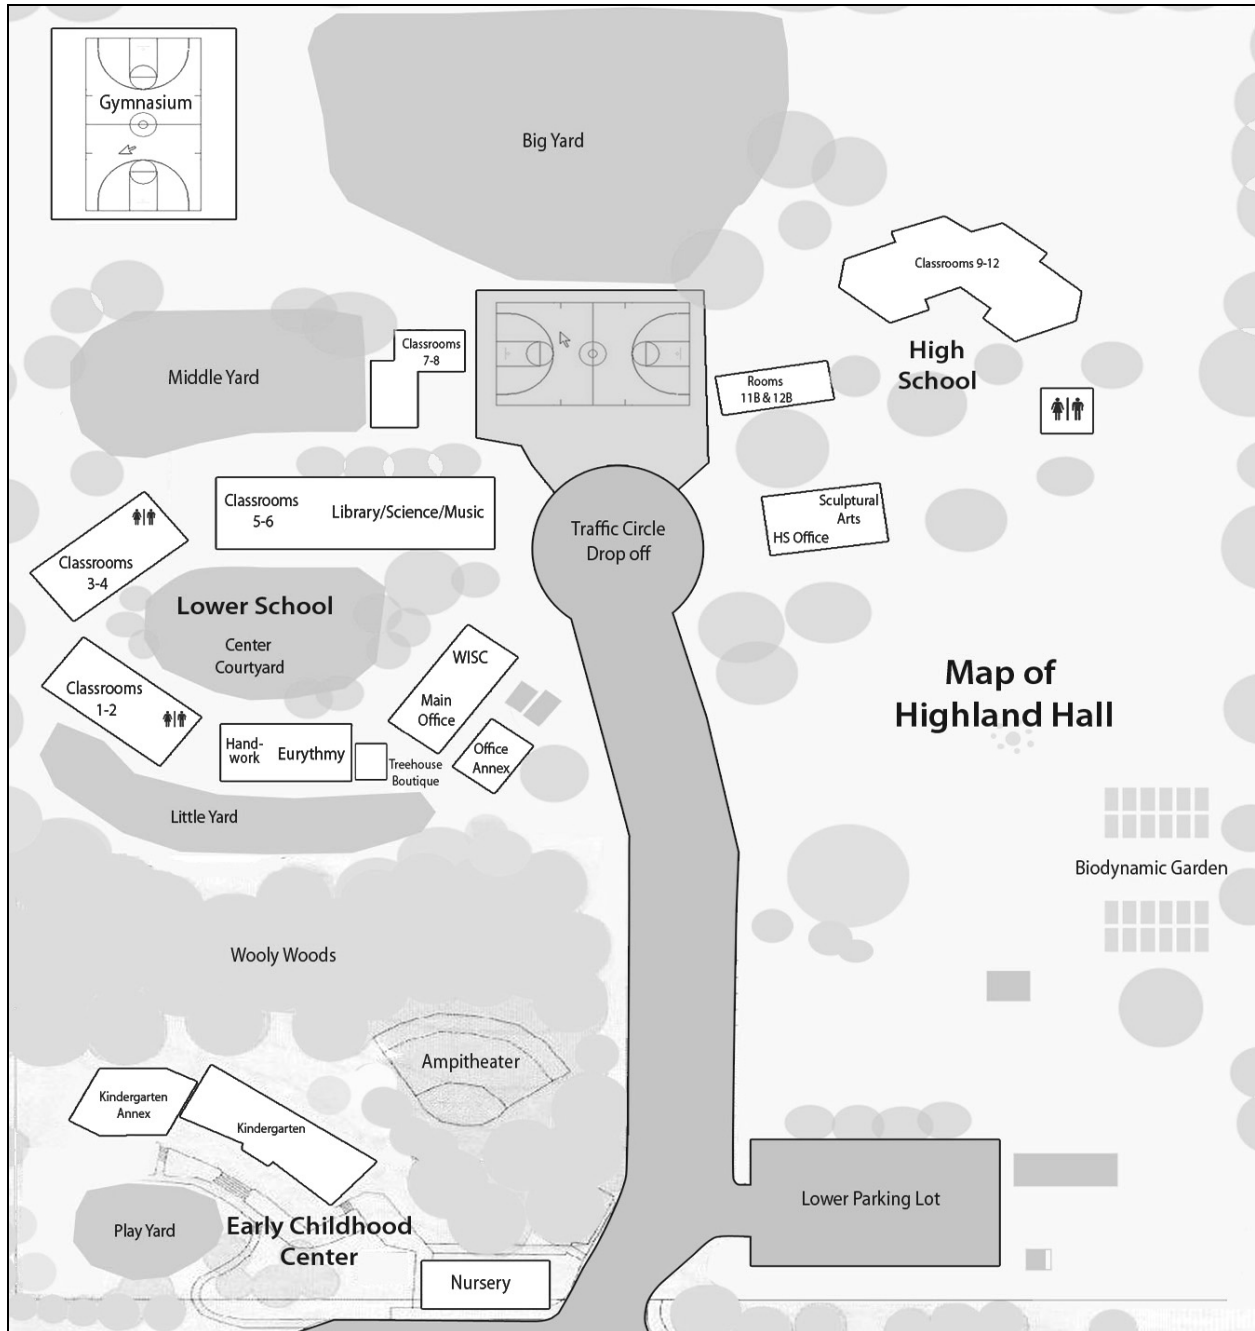 Gymnasium
Big Yard
Classrooms 9-12
High
School
Classrooms
7-8
Middle Yard
Rooms
11B & 12B
Classrooms
5-6
Library/Science/Music
Sculptural
Arts
HS Office
Traffic Circle
Drop off
Classrooms
3-4
Lower School
Center
Courtyard
WISC
Main
Office
Classrooms
1-2
Map of
Highland Hall
Hand-
work
Eurythmy
Treehouse
Boutique
Office
Annex
Little Yard
Biodynamic Garden
Wooly Woods
Ampitheater
Kindergarten
Annex
Kindergarten
Lower Parking Lot
Play Yard
Early Childhood
Center
Nursery